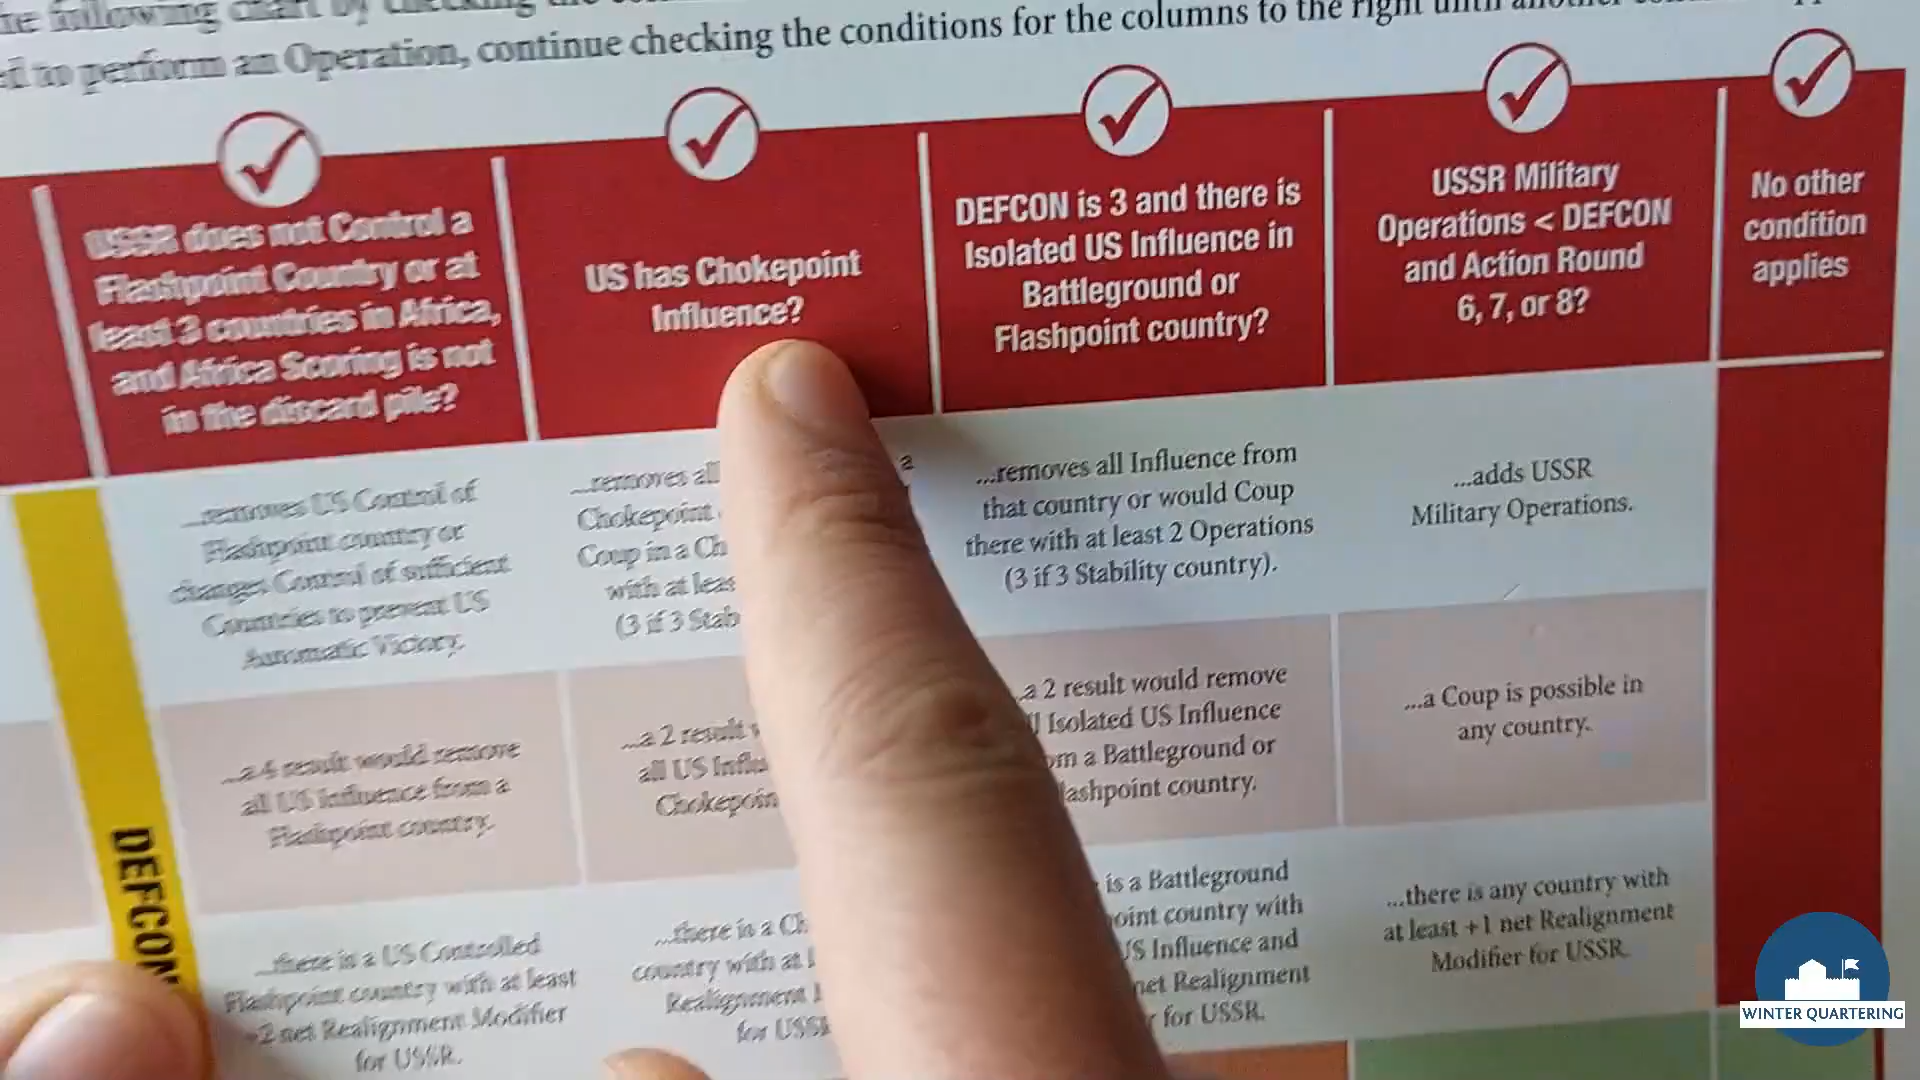 the following chart by checking the
to perform an Operation, continue checking the conditions for the columns to the right until another
USSR does not Control a
Flashpoint Country or at
least 3 countries in Africa,
and Africa Scoring is not
in the discard pile?
US has Chokepoint
Influence?
DEFCON is 3 and there is
Isolated US Influence in
Battleground or
Flashpoint country?
USSR Military
Operations < DEFCON
and Action Round
6, 7, or 8?
No other
condition
applies
...removes US Control of
Flashpoint country or
changes Control of sufficient
Countries to prevent US
Automatic Victory.
...removes all a
Chokepoint
Coup in a
with at
(3 if 3
...removes all Influence from
that country or would Coup
there with at least 2 Operations
(3 if 3 Stability country).
...adds USSR
Military Operations.
...a 4 result would remove
all US Influence from a
Flashpoint country.
...a 2 result
all US
...a 2 result would remove
Isolated US Influence
a Battleground or
country.
...a Coup is possible in
any country.
DEFCON
...there is a US Controlled
Flashpoint country with at least
+2 net Realignment Modifier
for USSR.
...there is a
country with at
Realignment
for
is a Battleground
country with
US Influence and
net Realignment
for USSR.
...there is any country with
at least +1 net Realignment
Modifier for USSR.
WINTER QUARTERING